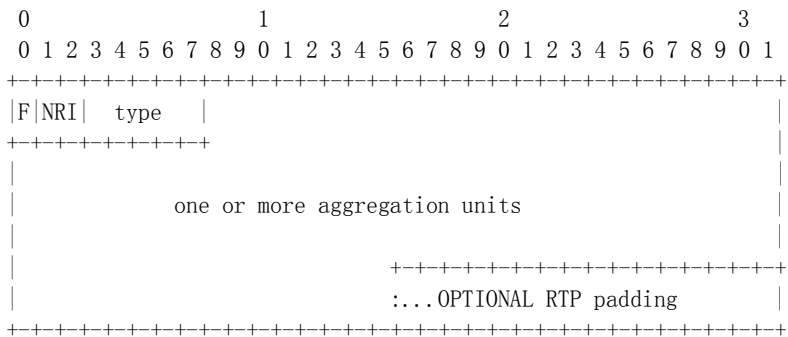 0                   1                   2                   3
 0 1 2 3 4 5 6 7 8 9 0 1 2 3 4 5 6 7 8 9 0 1 2 3 4 5 6 7 8 9 0 1
+-+-+-+-+-+-+-+-+-+-+-+-+-+-+-+-+-+-+-+-+-+-+-+-+-+-+-+-+-+-+-+-+
|F|NRI|  type   |                                               |
+-+-+-+-+-+-+-+-+                                               |
|                                                               |
|             one or more aggregation units                     |
|                                                               |
|                               +-+-+-+-+-+-+-+-+-+-+-+-+-+-+-+-+
|                               :...OPTIONAL RTP padding        |
+-+-+-+-+-+-+-+-+-+-+-+-+-+-+-+-+-+-+-+-+-+-+-+-+-+-+-+-+-+-+-+-+